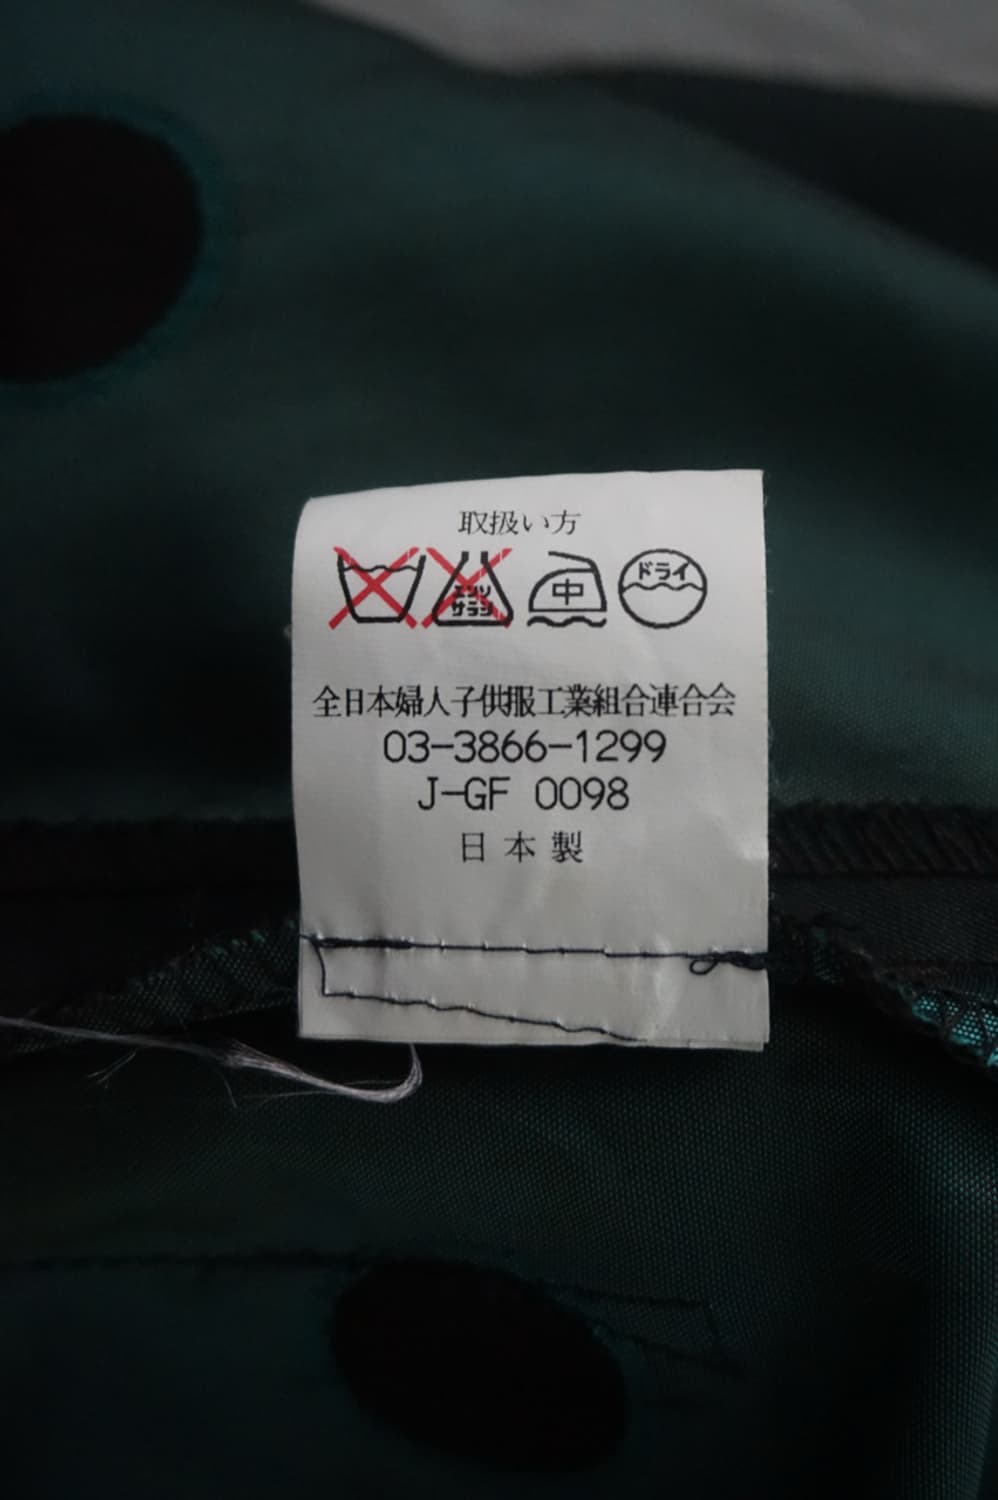 取扱い方
エンソ サラシ 中 ドライ
全日本婦人子供服工業組合連合会
03-3866-1299
J-GF 0098
日本製